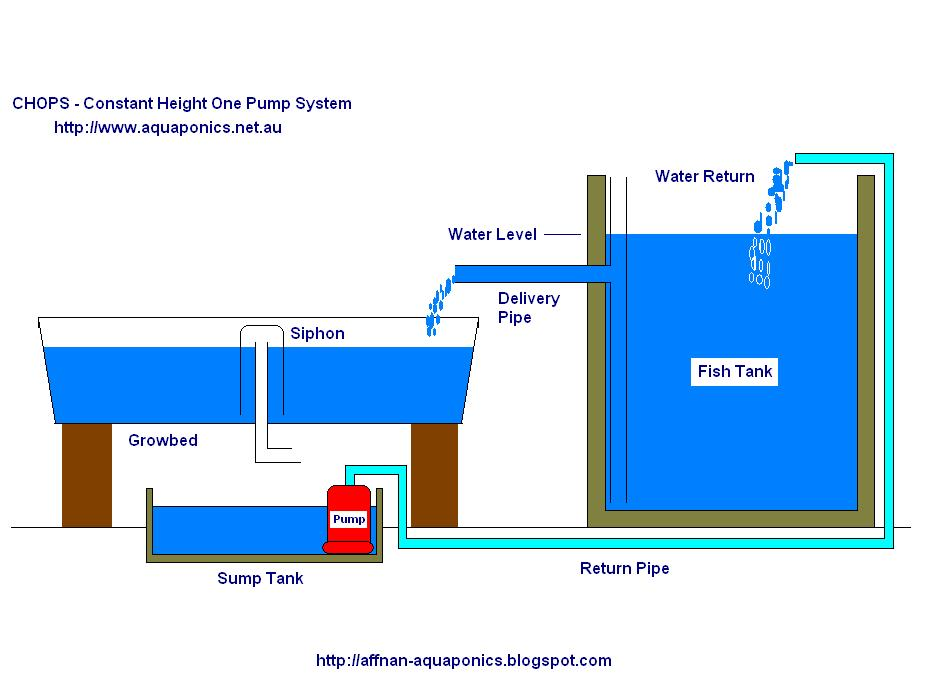 CHOPS - Constant Height One Pump System
http://www.aquaponics.net.au
Water Return
Water Level
Delivery
Pipe
Siphon
Fish Tank
Growbed
Pump
Sump Tank
Return Pipe
http://affnan-aquaponics.blogspot.com